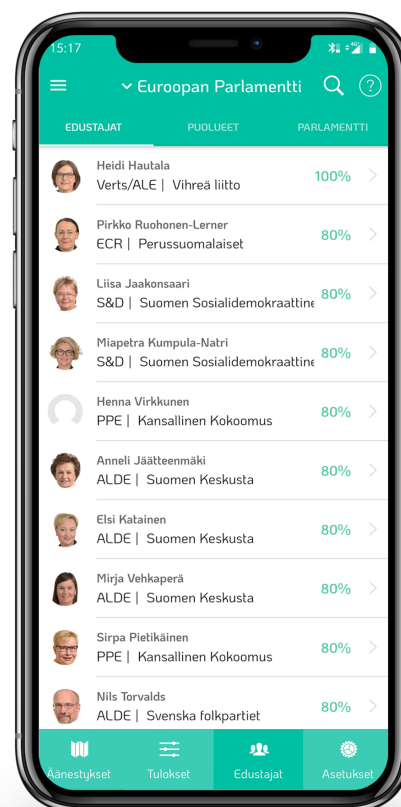 15:17
4G
Euroopan Parlamentti
?
EDUSTAJAT PUOLUEET PARLAMENTTI
Heidi Hautala
Verts/ALE | Vihreä liitto
100%
Pirkko Ruohonen-Lerner
ECR | Perussuomalaiset
80%
Liisa Jaakonsaari
S&D | Suomen Sosialidemokraattine
80%
Miapetra Kumpula-Natri
S&D | Suomen Sosialidemokraattine
80%
Henna Virkkunen
PPE | Kansallinen Kokoomus
80%
Anneli Jäätteenmäki
ALDE | Suomen Keskusta
80%
Elsi Katainen
ALDE | Suomen Keskusta
80%
Mirja Vehkaperä
ALDE | Suomen Keskusta
80%
Sirpa Pietikäinen
PPE | Kansallinen Kokoomus
80%
Nils Torvalds
ALDE | Svenska folkpartiet
80%
Äänestykset Tulokset Edustajat Asetukset